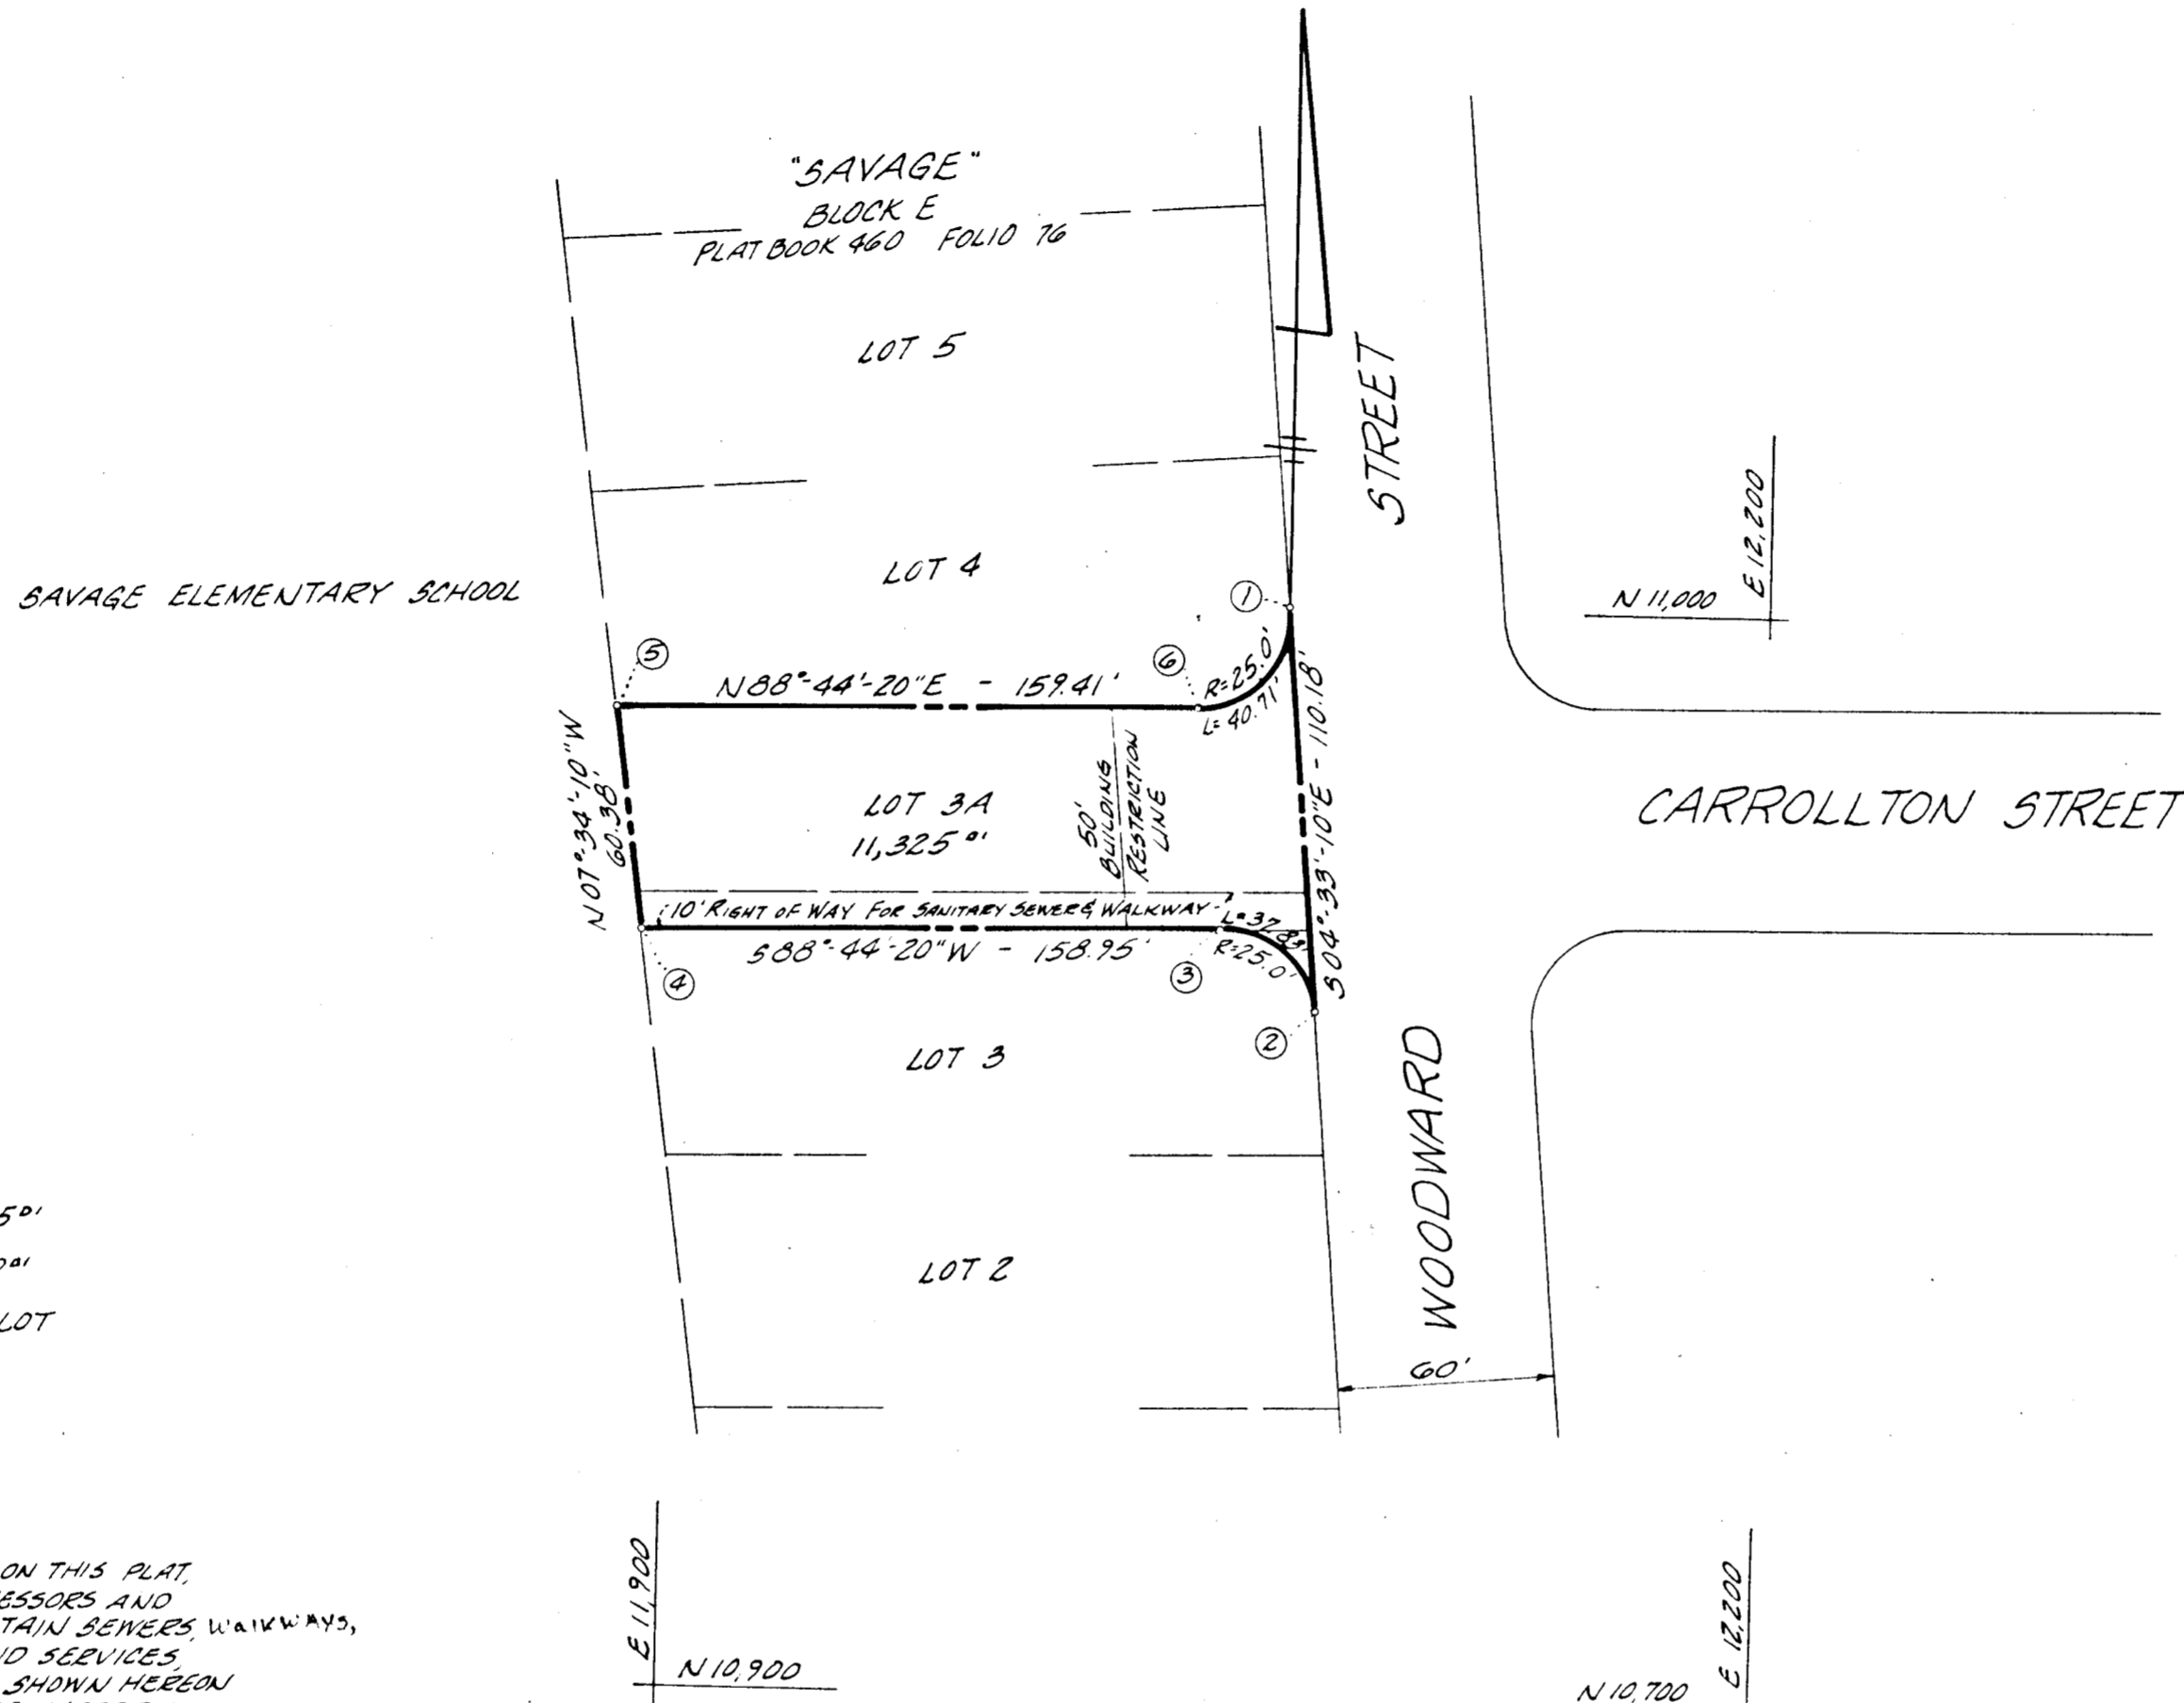 "SAVAGE"
BLOCK E
PLAT BOOK 460 FOLIO 76
LOT 5
STREET
E 12,200
N 11,000
LOT 4
SAVAGE ELEMENTARY SCHOOL
1
5
6
N88°-44'-20"E - 159.41'
R=25.0'
L=40.71'
S04°-33'-10"E - 110.18'
N07°-34'-10"W
60.38'
LOT 3A
11,325□'
50'
BUILDING
RESTRICTION
LINE
CARROLLTON STREET
10' RIGHT OF WAY FOR SANITARY SEWER & WALKWAY
L=37.83'
R=25.0'
S88°-44'-20"W - 158.95'
4
3
2
LOT 3
WOODWARD
5□'
□'
LOT
LOT 2
60'
ON THIS PLAT,
ESSORS AND
TAIN SEWERS, WALKWAYS,
D SERVICES,
SHOWN HEREON
E 11,900
N 10,900
E 12,200
N 10,700